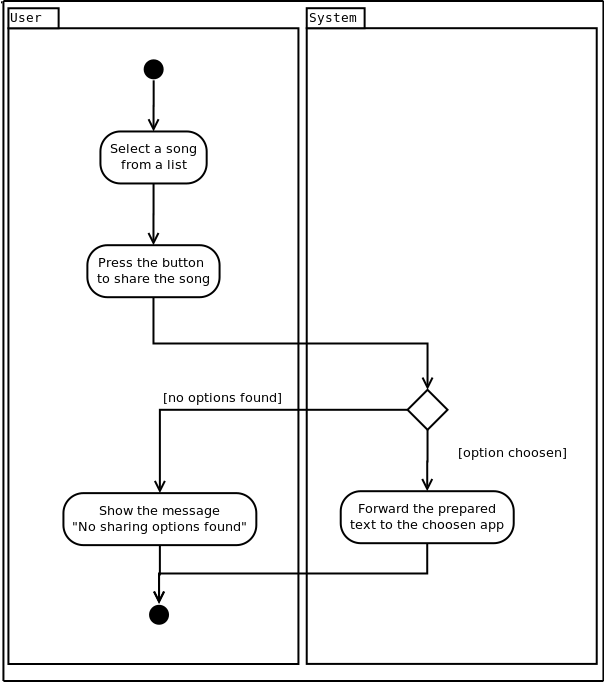 User
System
Select a song
from a list
Press the button
to share the song
[no options found]
[option choosen]
Show the message
"No sharing options found"
Forward the prepared
text to the choosen app